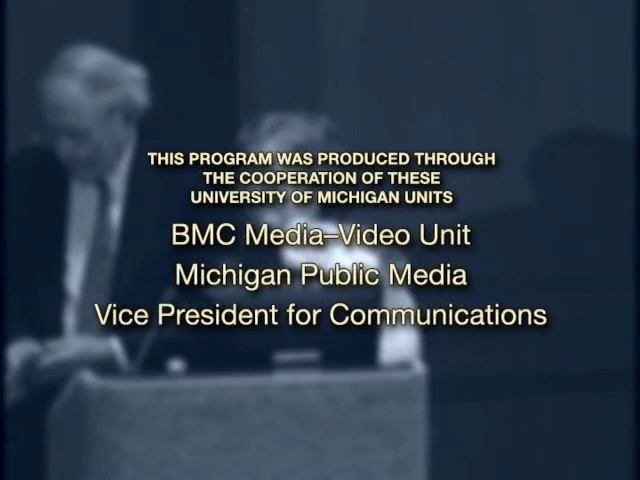 THIS PROGRAM WAS PRODUCED THROUGH
THE COOPERATION OF THESE
UNIVERSITY OF MICHIGAN UNITS
BMC Media–Video Unit
Michigan Public Media
Vice President for Communications